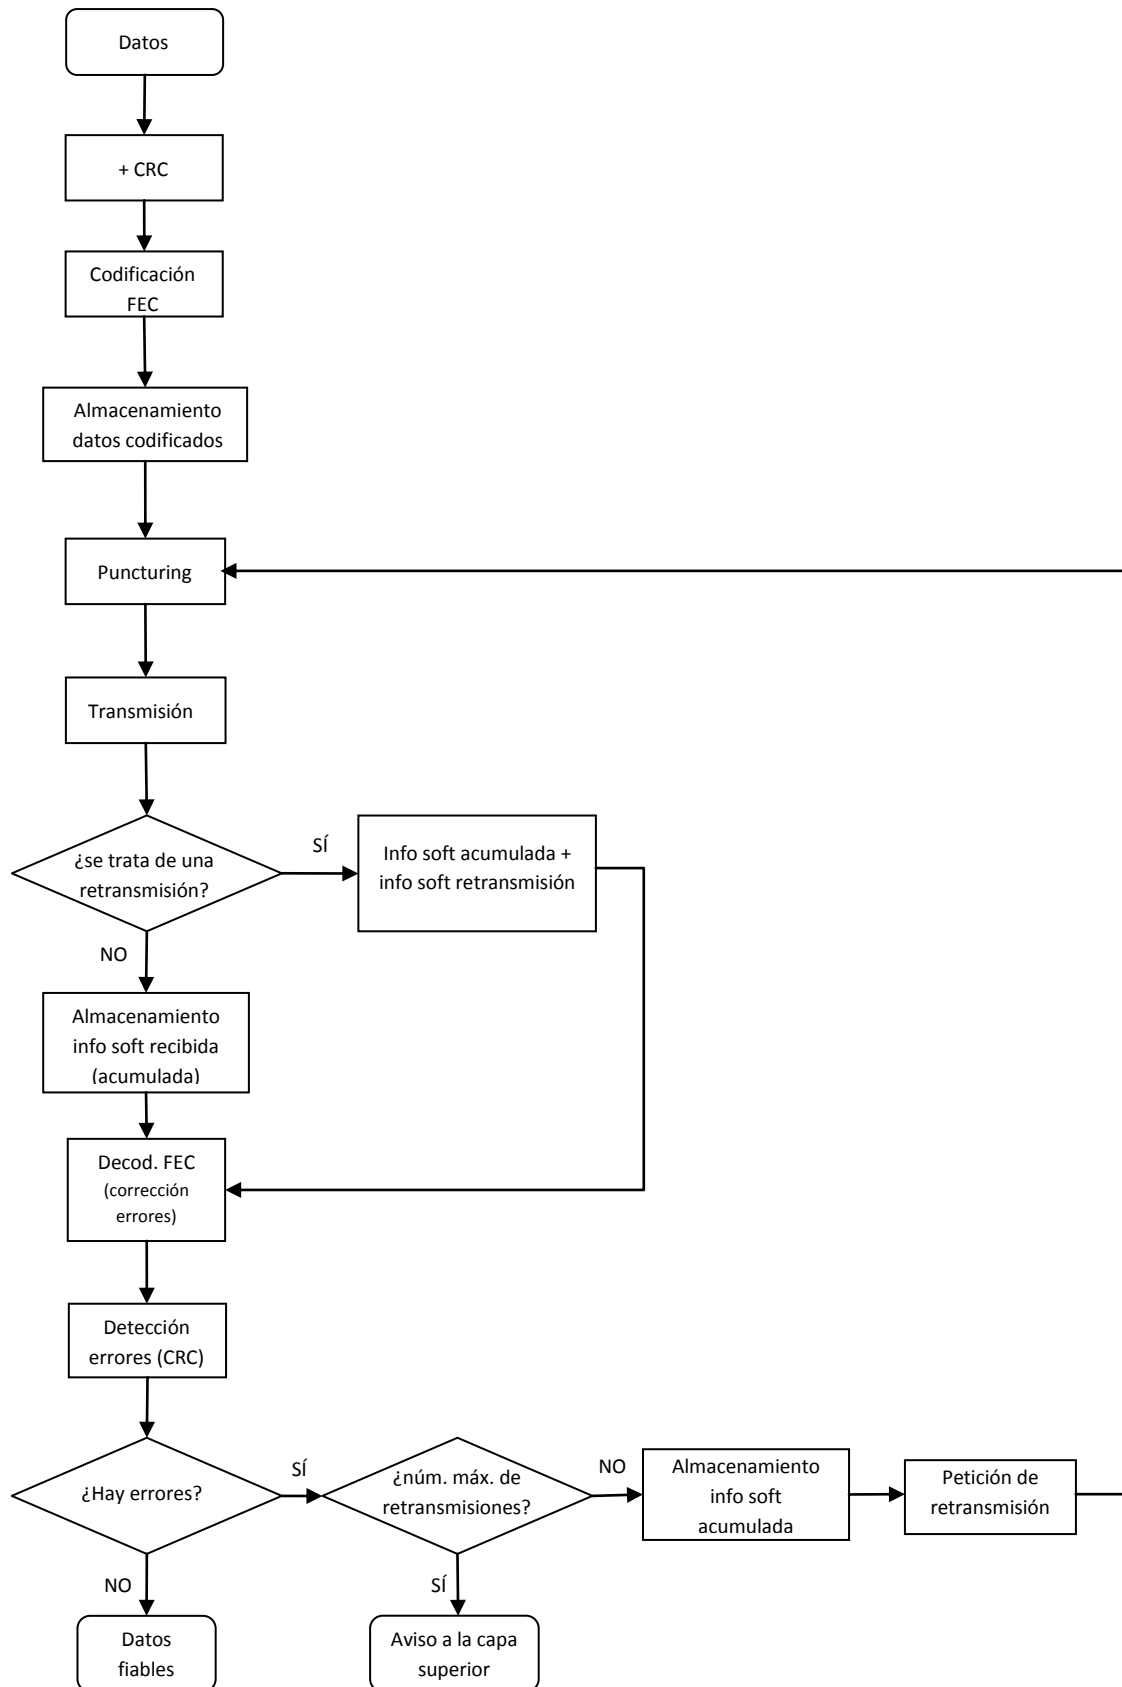 Datos
+ CRC
Codificación
FEC
Almacenamiento
datos codificados
Puncturing
Transmisión
¿se trata de una
retransmisión?
SÍ
Info soft acumulada +
info soft retransmisión
NO
Almacenamiento
info soft recibida
(acumulada)
Decod. FEC
(corrección
errores)
Detección
errores (CRC)
¿Hay errores?
SÍ
¿núm. máx. de
retransmisiones?
NO
Almacenamiento
info soft
acumulada
Petición de
retransmisión
NO
Datos
fiables
SÍ
Aviso a la capa
superior